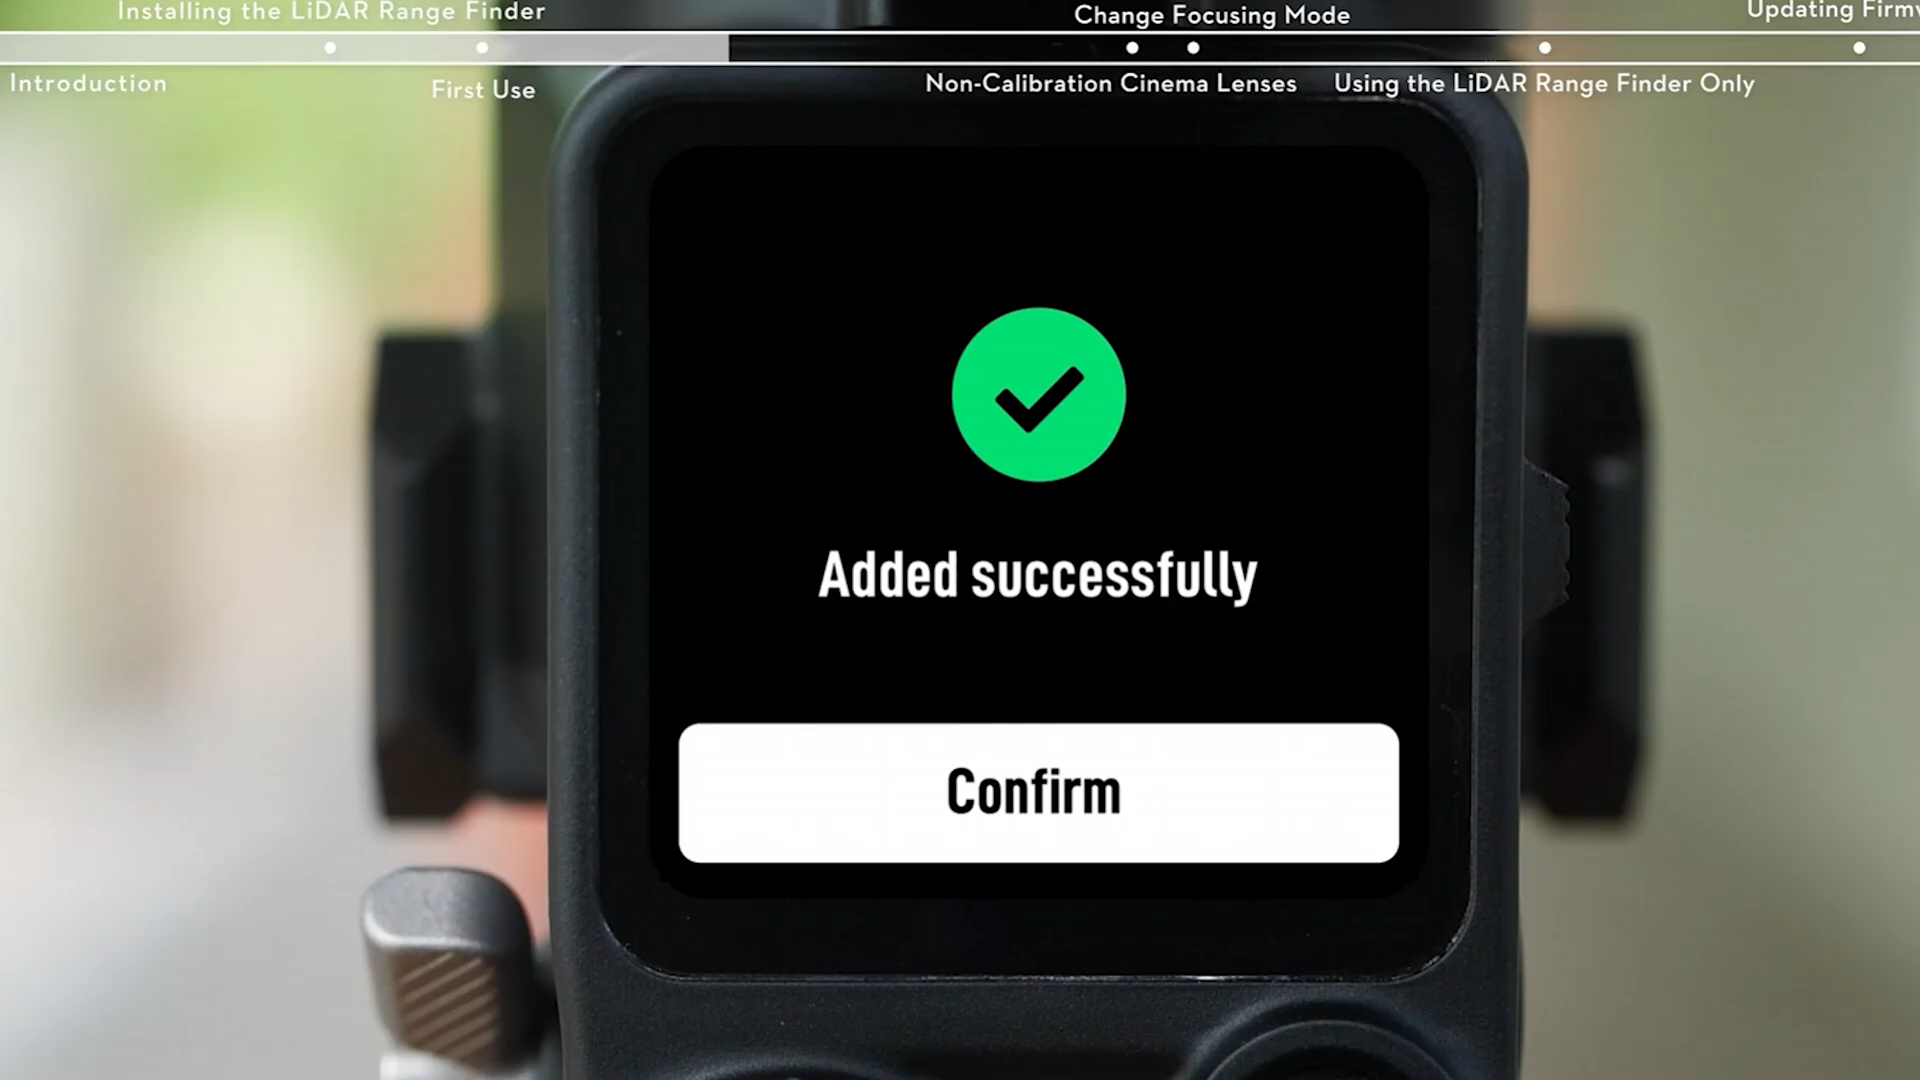 Installing the LiDAR Range Finder
Change Focusing Mode
Updating
Introduction
First Use
Non-Calibration Cinema Lenses
Using the LiDAR Range Finder Only
Added successfully
Confirm